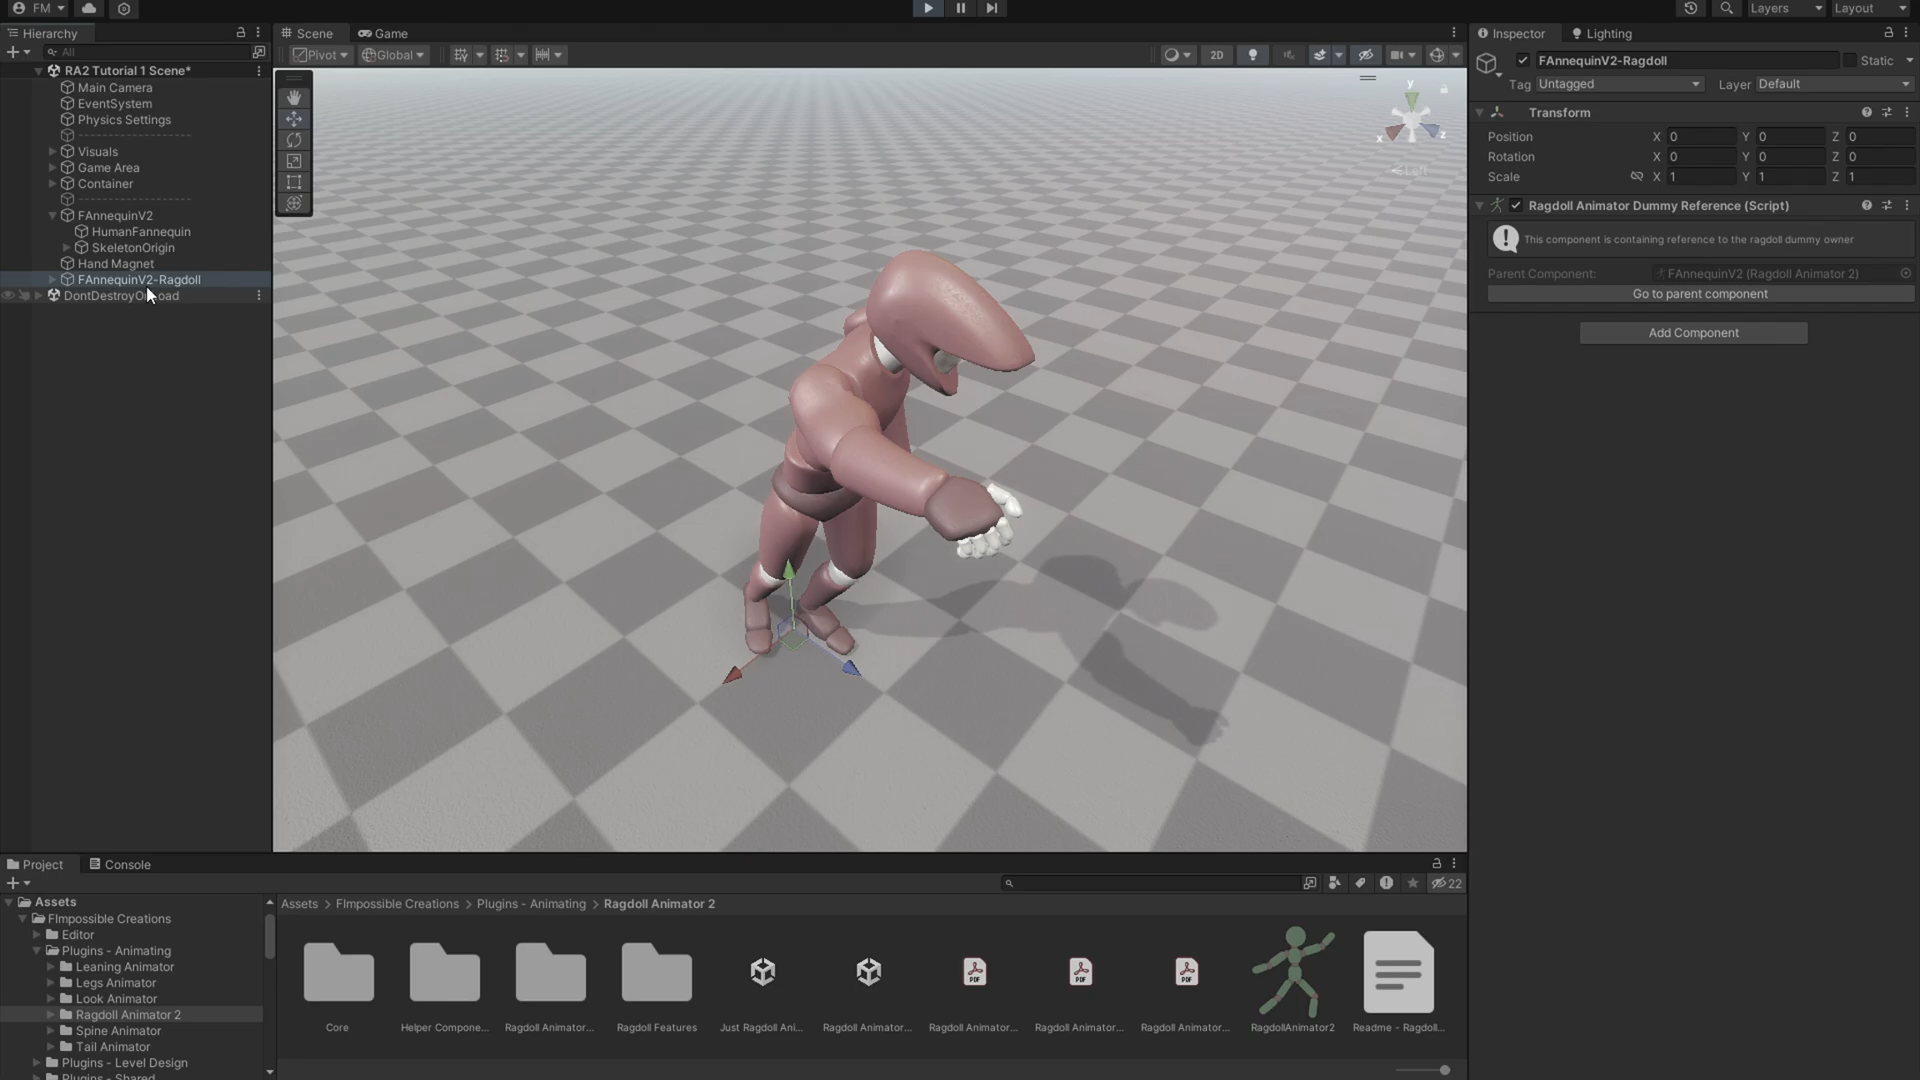 FM
Layers
Layout
Hierarchy
Scene
Game
Inspector
Lighting
All
Pivot
Global
2D
FAnnequinV2-Ragdoll
Static
RA2 Tutorial 1 Scene*
Tag Untagged
Layer Default
Main Camera
EventSystem
Physics Settings
Visuals
Game Area
Container
FAnnequinV2
HumanFannequin
SkeletonOrigin
Hand Magnet
FAnnequinV2-Ragdoll
y
x
z
Left
Transform
Position X 0 Y 0 Z 0
Rotation X 0 Y 0 Z 0
Scale X 1 Y 1 Z 1
Ragdoll Animator Dummy Reference (Script)
This component is containing reference to the ragdoll dummy owner
Parent Component: FAnnequinV2 (Ragdoll Animator 2)
Go to parent component
Add Component
Project
Console
22
Assets
FImpossible Creations
Editor
Plugins - Animating
Leaning Animator
Legs Animator
Look Animator
Ragdoll Animator 2
Spine Animator
Tail Animator
Plugins - Level Design
Plugins - Shared
Assets > FImpossible Creations > Plugins - Animating > Ragdoll Animator 2
PDF
PDF
PDF
Core
Helper Compone...
Ragdoll Animator...
Ragdoll Features
Just Ragdoll Ani...
Ragdoll Animator...
Ragdoll Animator...
Ragdoll Animator...
Ragdoll Animator...
RagdollAnimator2
Readme - Ragdoll...